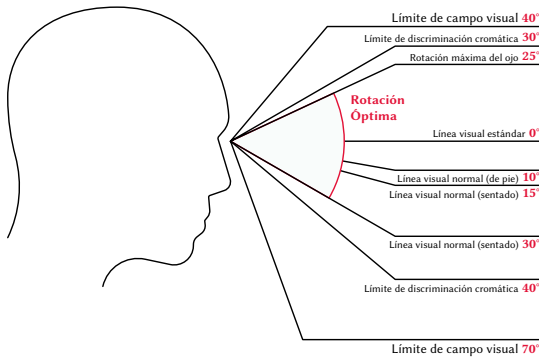 Límite de campo visual 40°
Límite de discriminación cromática 30°
Rotación máxima del ojo 25°
Rotación
Óptima
Línea visual estándar 0°
Línea visual normal (de pie) 10°
Línea visual normal (sentado) 15°
Línea visual normal (sentado) 30°
Límite de discriminación cromática 40°
Límite de campo visual 70°